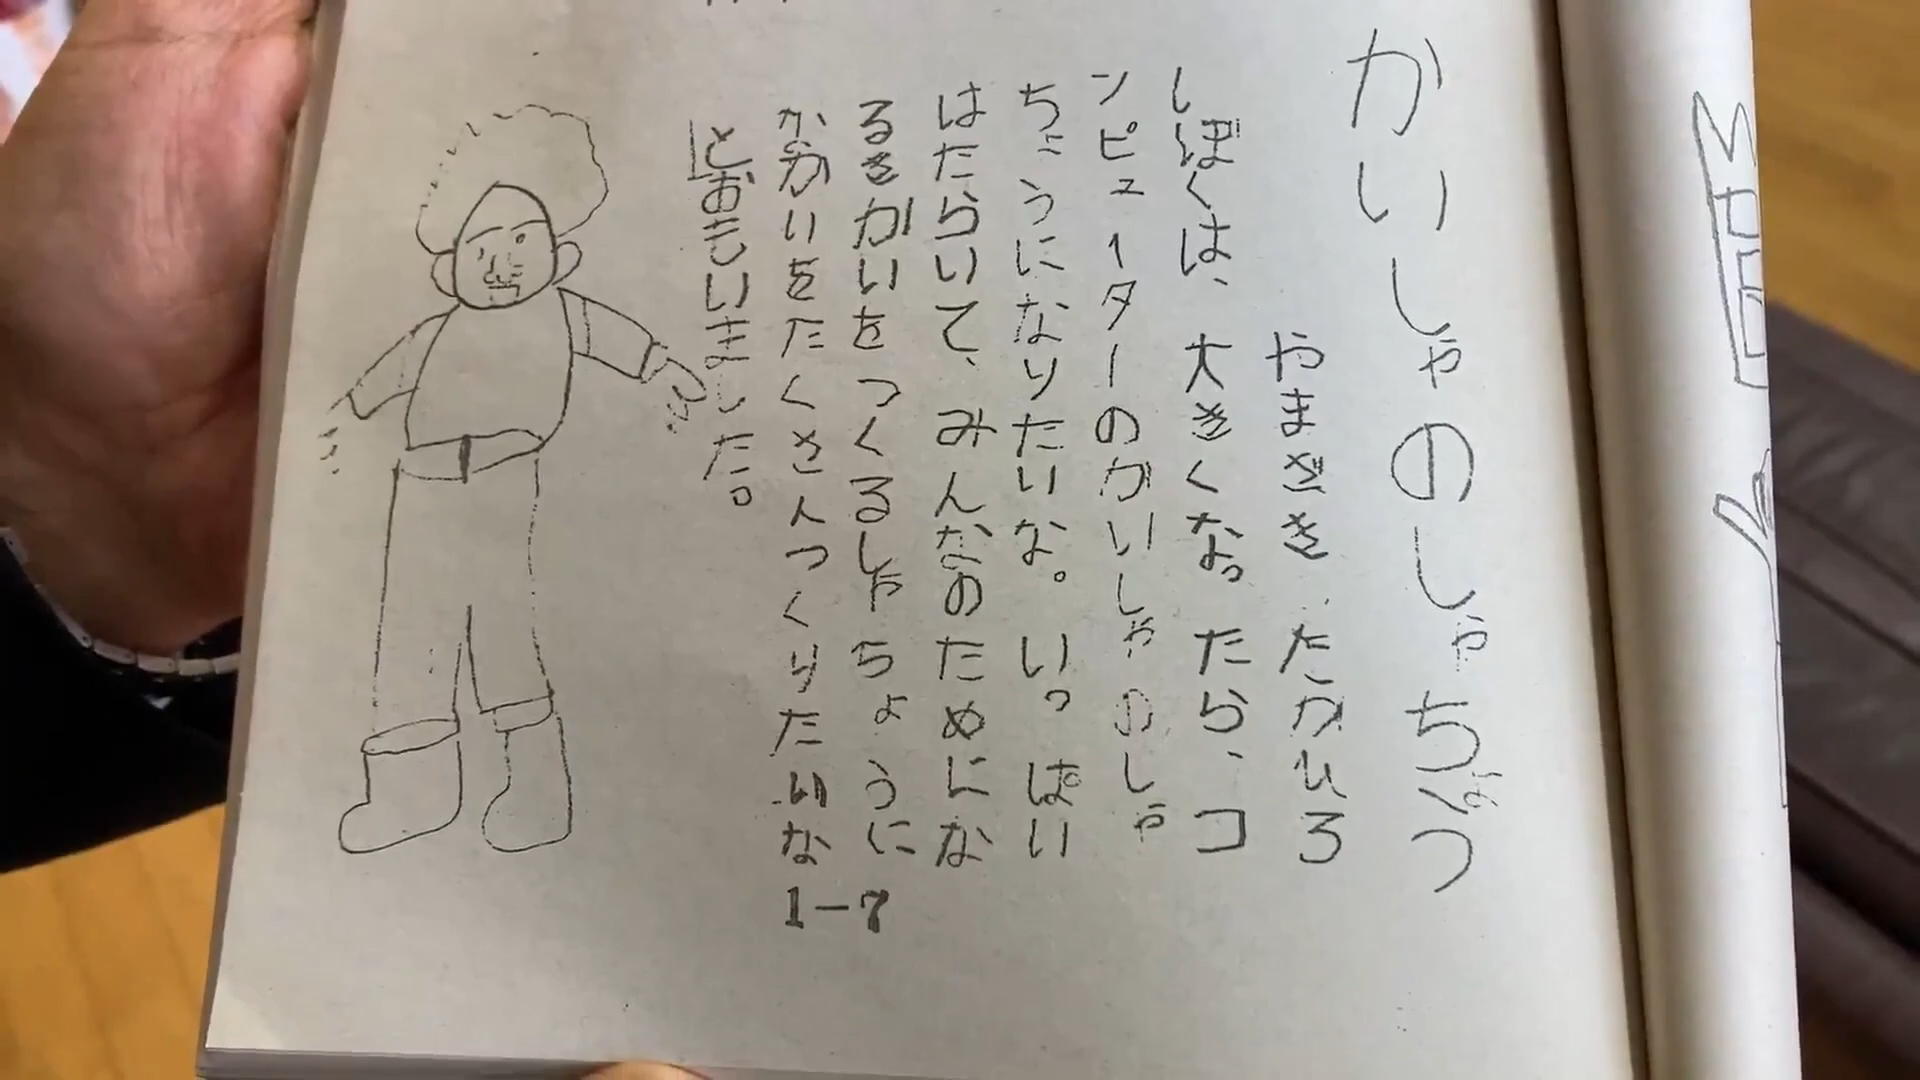 かいしゃのしゃちょう
やまざき たかひろ
「ぼくは、大きくなったら、コ
ンピューターのかいしゃのしゃ
ちょうになりたいな。いっぱい
はたらいて、みんなのためにな
るきかいをつくるしゃちょうに
かかりをたくさんつくりたいな
」とおもいました。
1-7